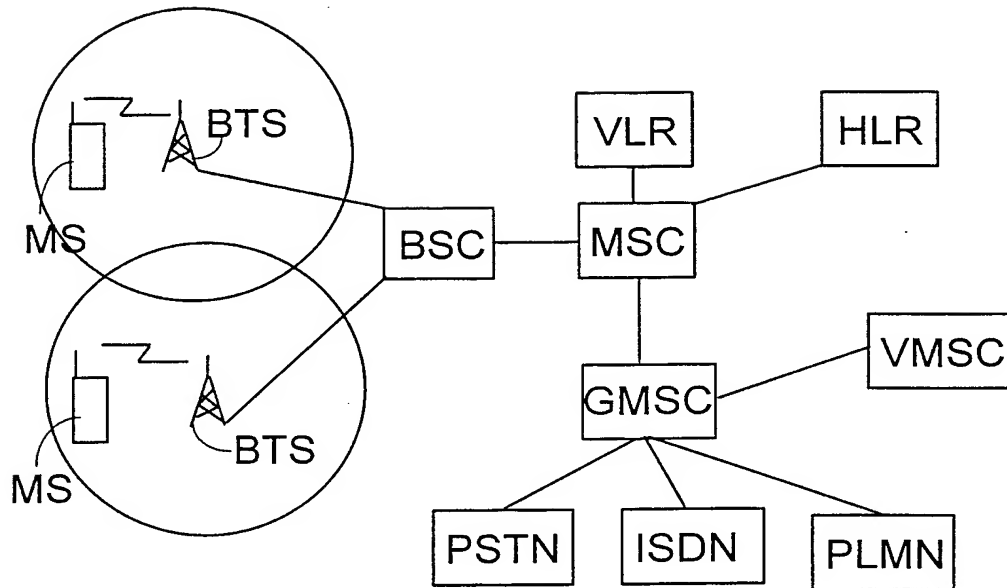 BTS
VLR
HLR
MS
BSC
MSC
VMSC
GMSC
BTS
MS
PSTN
ISDN
PLMN